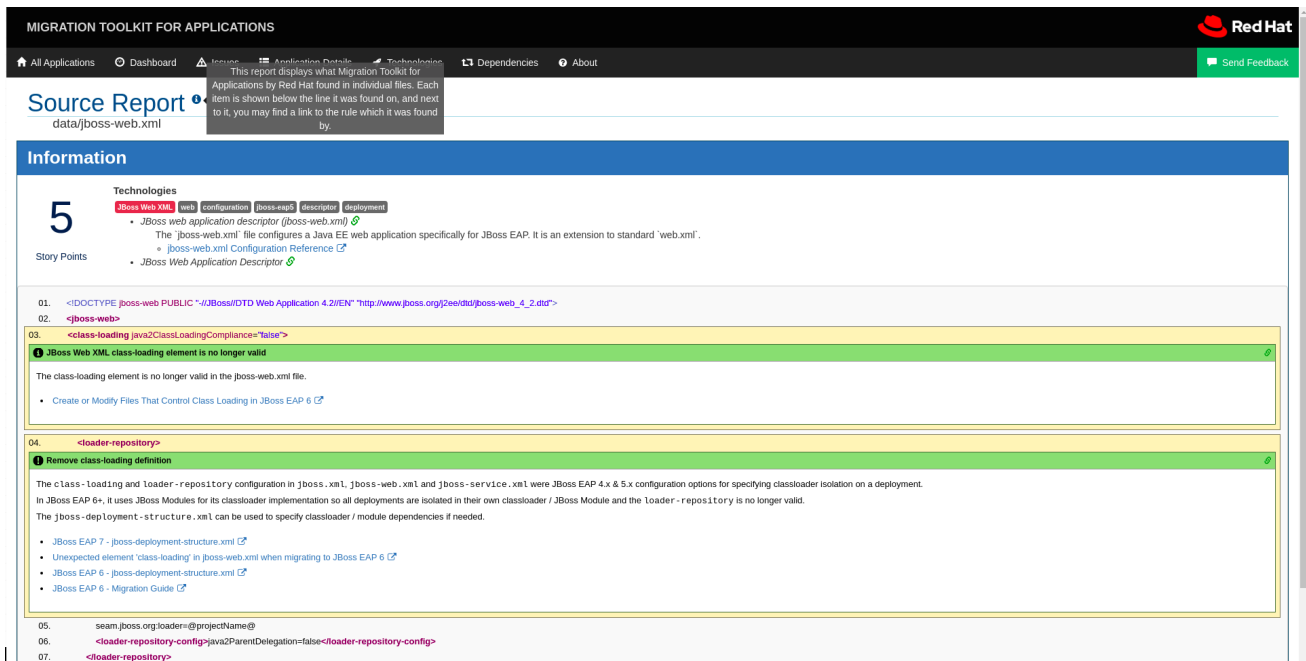 MIGRATION TOOLKIT FOR APPLICATIONS
Red Hat
All Applications Dashboard Issues Application Details Technologies Dependencies About Send Feedback
This report displays what Migration Toolkit for
Applications by Red Hat found in individual files. Each
item is shown below the line it was found on, and next
to it, you may find a link to the rule which it was found
by.
Source Report
data/jboss-web.xml
Information
5
Story Points
Technologies
JBoss Web XML web configuration jboss-eap5 descriptor deployment
• JBoss web application descriptor (jboss-web.xml)
The `jboss-web.xml` file configures a Java EE web application specifically for JBoss EAP. It is an extension to standard `web.xml`.
jboss-web.xml Configuration Reference
• JBoss Web Application Descriptor
01. <!DOCTYPE jboss-web PUBLIC "-//JBoss//DTD Web Application 4.2//EN" "http://www.jboss.org/j2ee/dtd/jboss-web_4_2.dtd">
02. <jboss-web>
03. <class-loading java2ClassLoadingCompliance="false">
JBoss Web XML class-loading element is no longer valid
The class-loading element is no longer valid in the jboss-web.xml file.
• Create or Modify Files That Control Class Loading in JBoss EAP 6
04. <loader-repository>
Remove class-loading definition
The class-loading and loader-repository configuration in jboss.xml, jboss-web.xml and jboss-service.xml were JBoss EAP 4.x & 5.x configuration options for specifying classloader isolation on a deployment.
In JBoss EAP 6+, it uses JBoss Modules for its classloader implementation so all deployments are isolated in their own classloader / JBoss Module and the loader-repository is no longer valid.
The jboss-deployment-structure.xml can be used to specify classloader / module dependencies if needed.
• JBoss EAP 7 - jboss-deployment-structure.xml
• Unexpected element 'class-loading' in jboss-web.xml when migrating to JBoss EAP 6
• JBoss EAP 6 - jboss-deployment-structure.xml
• JBoss EAP 6 - Migration Guide
05. seam.jboss.org:loader=@projectName@
06. <loader-repository-config>java2ParentDelegation=false</loader-repository-config>
07. </loader-repository>